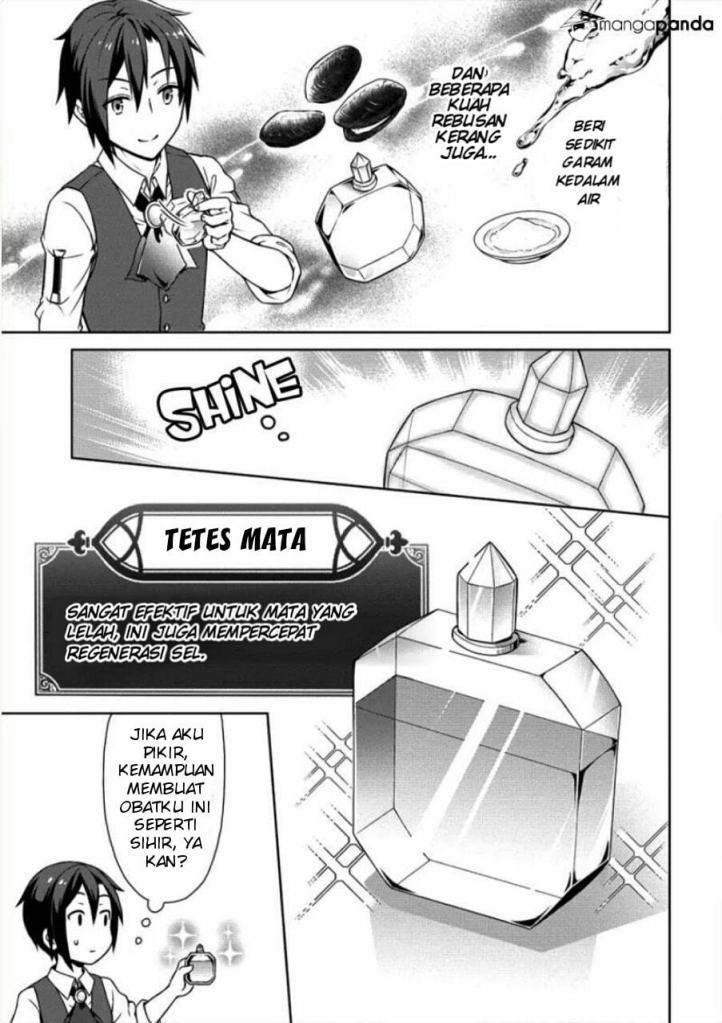 mangapanda
BERI
SEDIKIT
GARAM
KEDALAM
AIR
DAN
BEBERAPA
KUAH
REBUSAN
KERANG
JUGA...
SHINE
TETES MATA
SANGAT EFEKTIF UNTUK MATA YANG
LELAH, INI JUGA MEMPERCEPAT
REGENERASI SEL.
JIKA AKU
PIKIR,
KEMAMPUAN
MEMBUAT
OBATKU INI
SEPERTI
SIHIR, YA
KAN?